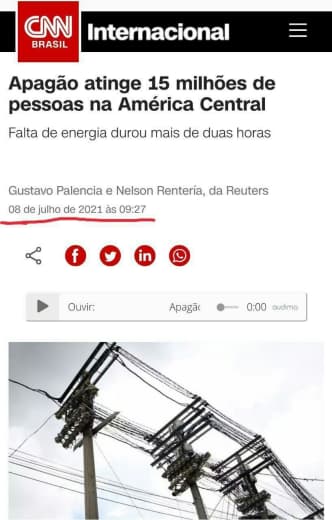 CNN
BRASIL
Internacional
Apagão atinge 15 milhões de
pessoas na América Central
Falta de energia durou mais de duas horas
Gustavo Palencia e Nelson Rentería, da Reuters
08 de julho de 2021 às 09:27
Ouvir: Apagão 0:00 audima